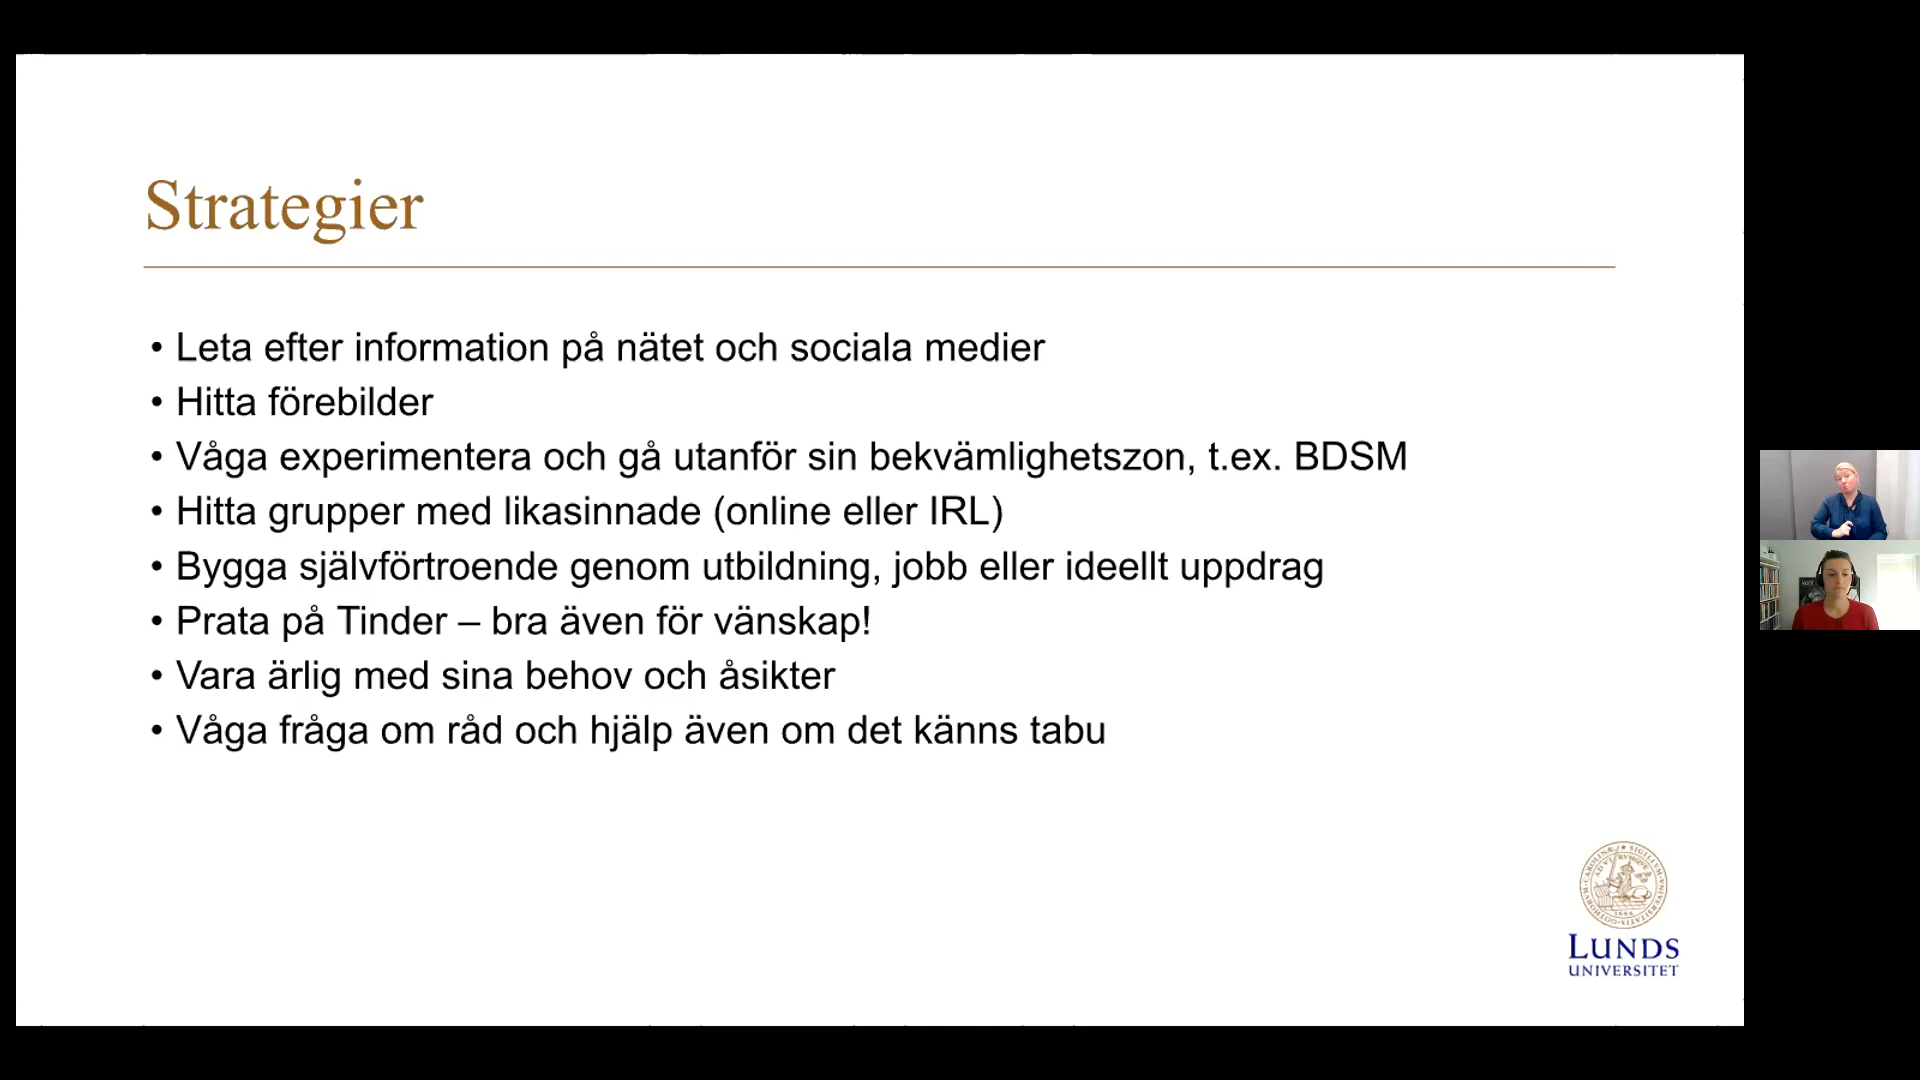 Strategier
• Leta efter information på nätet och sociala medier
• Hitta förebilder
• Våga experimentera och gå utanför sin bekvämlighetszon, t.ex. BDSM
• Hitta grupper med likasinnade (online eller IRL)
• Bygga självförtroende genom utbildning, jobb eller ideellt uppdrag
• Prata på Tinder – bra även för vänskap!
• Vara ärlig med sina behov och åsikter
• Våga fråga om råd och hjälp även om det känns tabu
LUNDS
UNIVERSITET